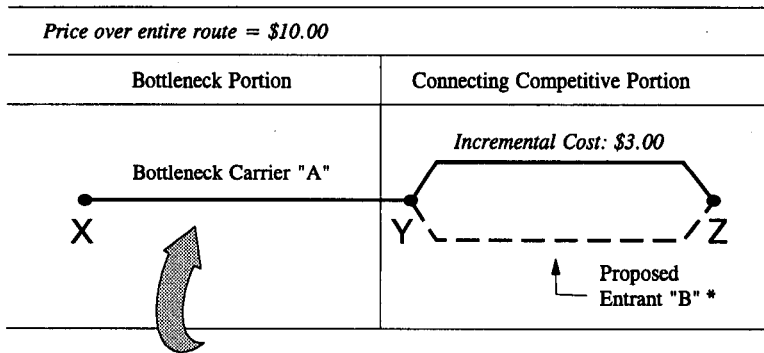 Price over entire route = $10.00
Bottleneck Portion
Connecting Competitive Portion
Incremental Cost: $3.00
Bottleneck Carrier "A"
X
Y
Z
Proposed
Entrant "B" *